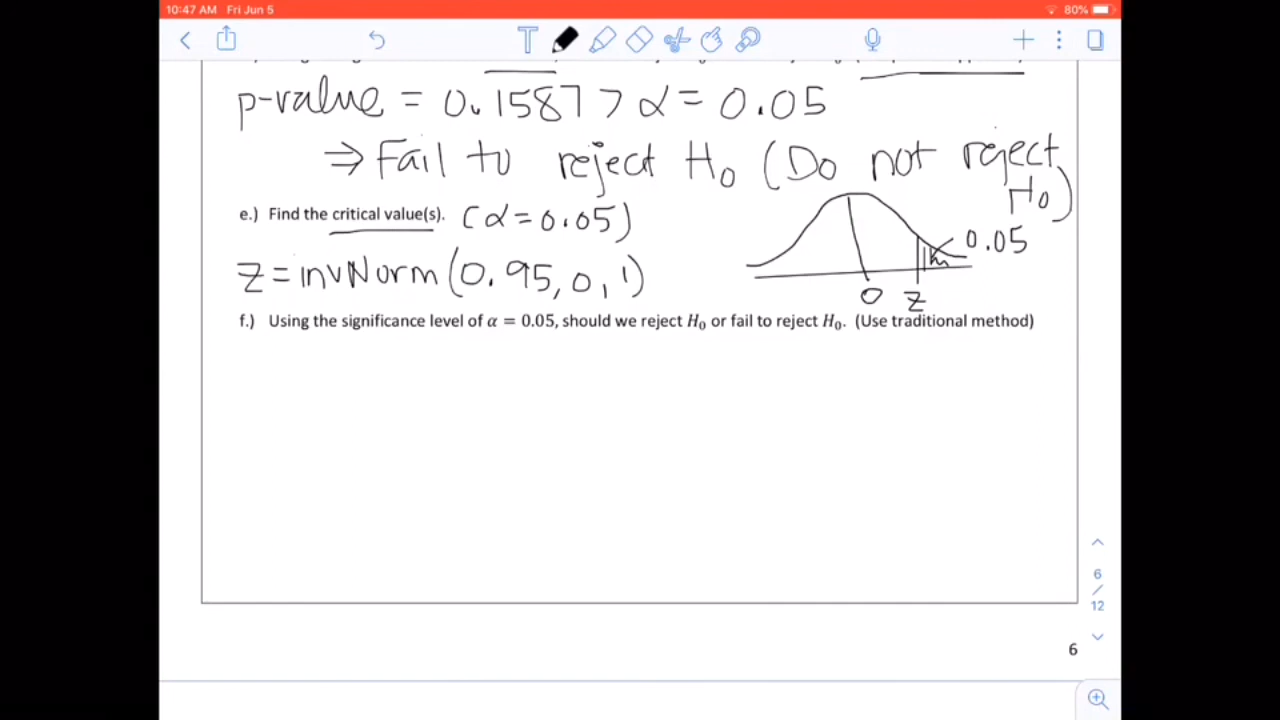 10:47 AM Fri Jun 5
80%
p-value = 0.1587 > α = 0.05
⇒ Fail to reject H₀ (Do not reject H₀)
e.) Find the critical value(s). (α = 0.05)
0.05
z = invNorm(0.95, 0, 1)
0 z
f.) Using the significance level of α = 0.05, should we reject H₀ or fail to reject H₀. (Use traditional method)
6
/
12
6